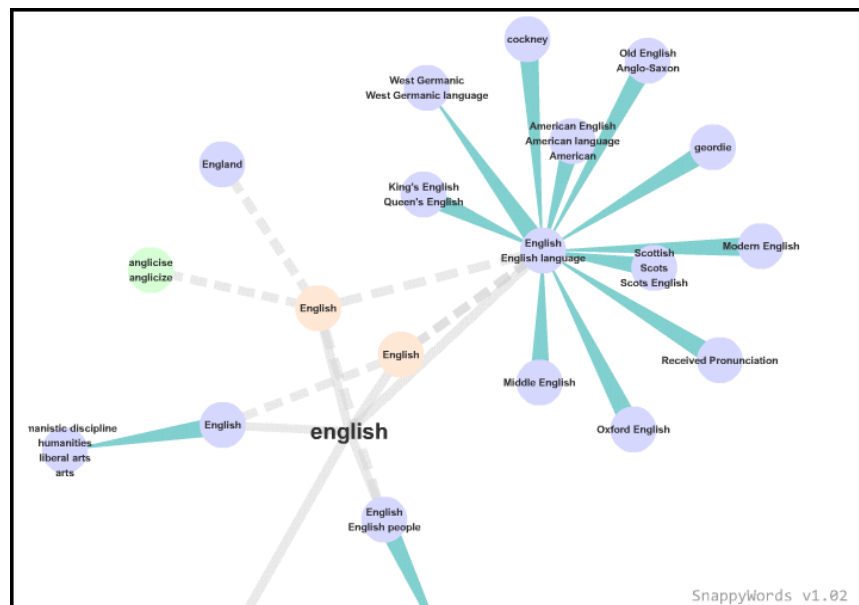 cockney
Old English
Anglo-Saxon
West Germanic
West Germanic language
American English
American language
American
geordie
England
King's English
Queen's English
English
English language
Modern English
Scottish
Scots
Scots English
anglicise
anglicize
English
English
Received Pronunciation
Middle English
manistic discipline
humanities
liberal arts
arts
English
english
Oxford English
English
English people
SnappyWords v1.02